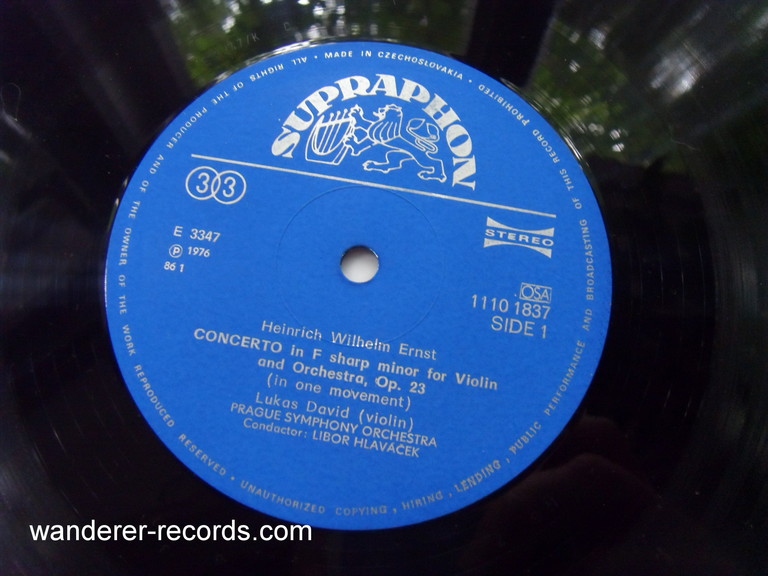 ALL RIGHTS OF THE PRODUCER AND OF THE OWNER OF THE WORK REPRODUCED RESERVED • UNAUTHORIZED COPYING, HIRING, LENDING, PUBLIC PERFORMANCE AND BROADCASTING OF THIS RECORD PROHIBITED • MADE IN CZECHOSLOVAKIA •
SUPRAPHON
33
STEREO
E 3347
Ⓟ 1976
86 1
OSA
1110 1837
SIDE 1
Heinrich Wilhelm Ernst
CONCERTO in F sharp minor for Violin
and Orchestra, Op. 23
(in one movement)
Lukas David (violin)
PRAGUE SYMPHONY ORCHESTRA
Conductor: LIBOR HLAVÁČEK
wanderer-records.com